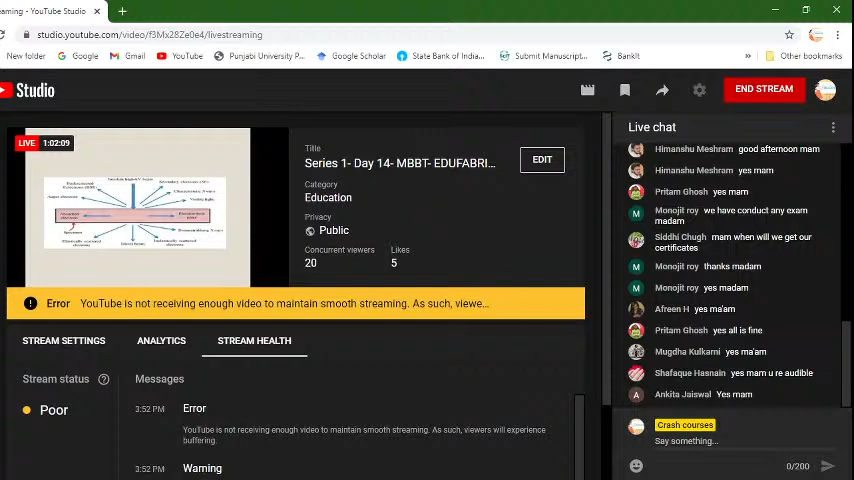 eaming - YouTube Studio
studio.youtube.com/video/f3Mx28Ze0e4/livestreaming
New folder Google Gmail YouTube Punjabi University P... Google Scholar State Bank of India... Submit Manuscript... BankIt Other bookmarks
Studio
END STREAM
LIVE 1:02:09
Title
Series 1- Day 14- MBBT- EDUFABRI...
EDIT
Category
Education
Privacy
Public
Concurrent viewers Likes
20 5
Error YouTube is not receiving enough video to maintain smooth streaming. As such, viewe...
STREAM SETTINGS ANALYTICS STREAM HEALTH
Stream status
Poor
Messages
3:52 PM Error
YouTube is not receiving enough video to maintain smooth streaming. As such, viewers will experience
buffering.
3:52 PM Warning
Live chat
Himanshu Meshram good afternoon mam
Himanshu Meshram yes mam
Pritam Ghosh yes mam
Monojit roy we have conduct any exam
madam
Siddhi Chugh mam when will we get our
certificates
Monojit roy thanks madam
Monojit roy yes madam
Afreen H yes ma'am
Pritam Ghosh yes all is fine
Mugdha Kulkarni yes ma'am
Shafaque Hasnain yes mam u re audible
Ankita Jaiswal Yes mam
Crash courses
Say something...
0/200